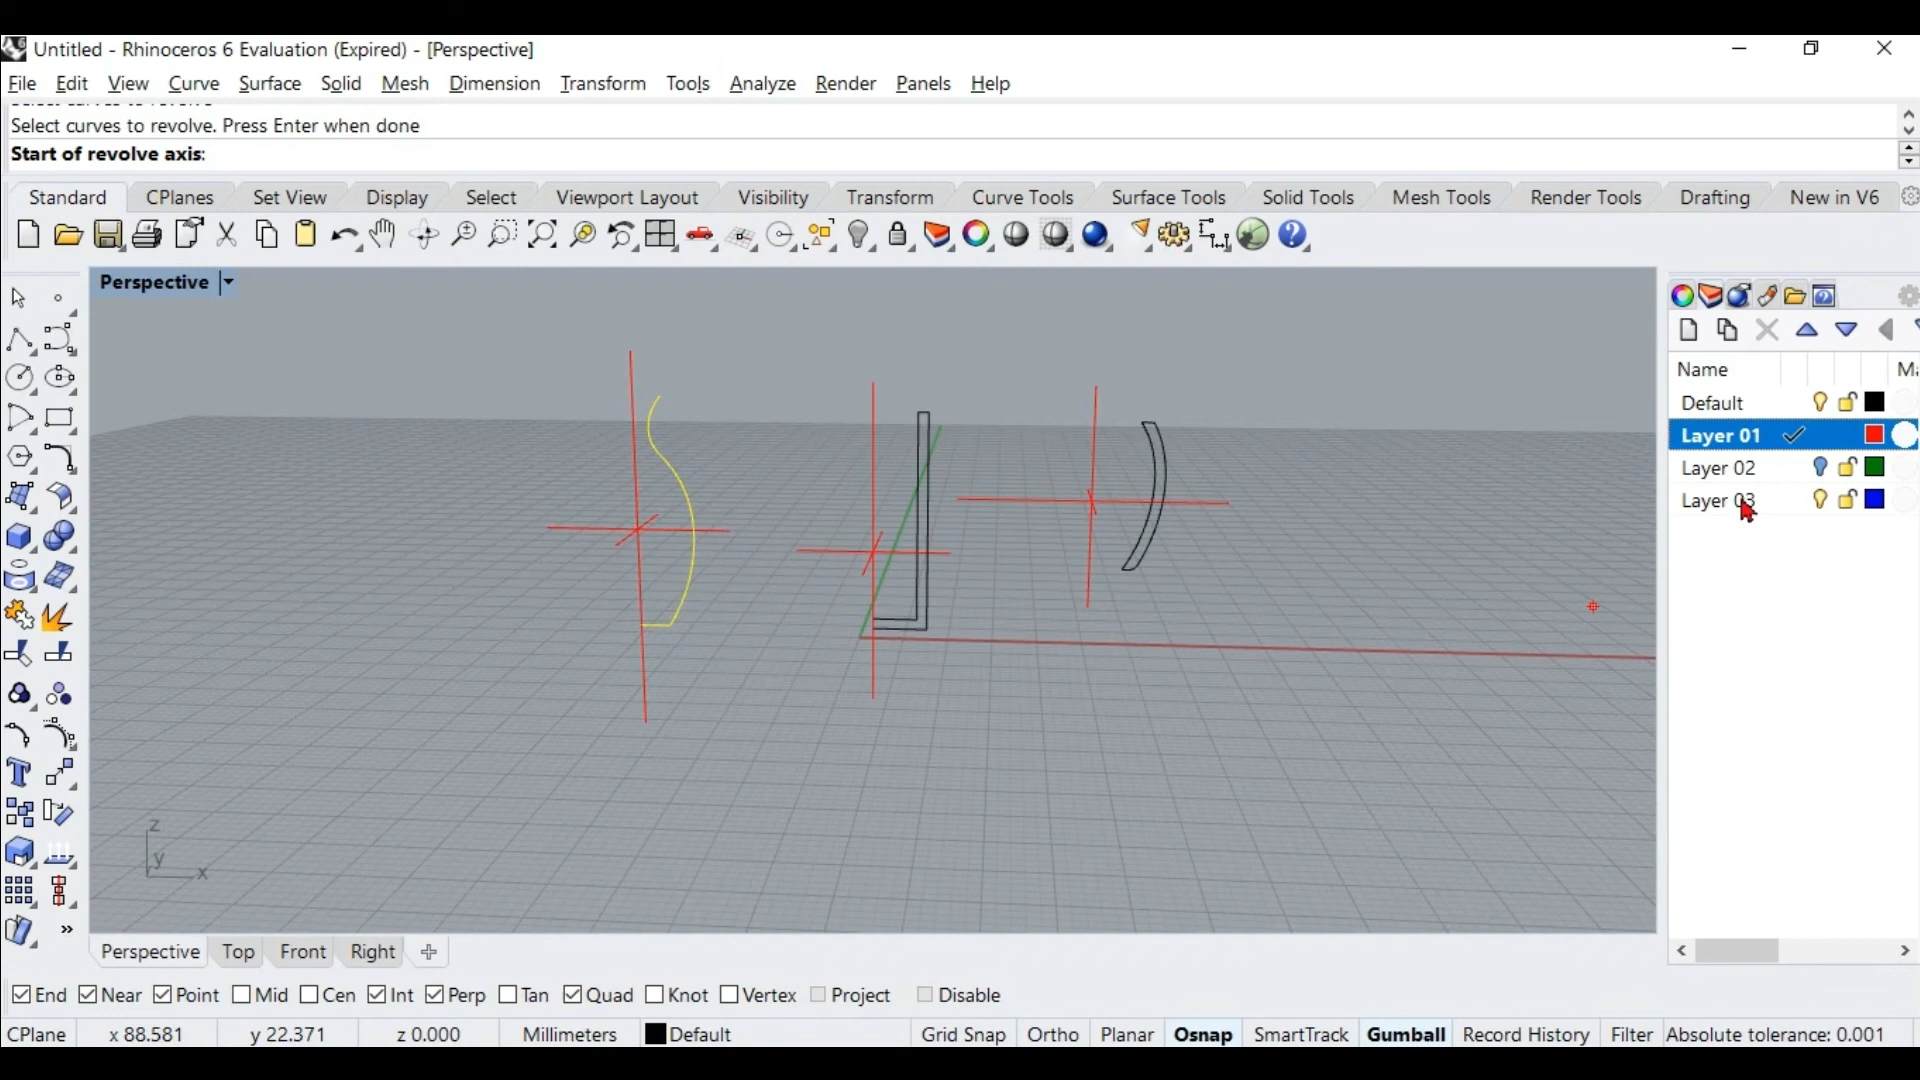 Untitled - Rhinoceros 6 Evaluation (Expired) - [Perspective]
File Edit View Curve Surface Solid Mesh Dimension Transform Tools Analyze Render Panels Help
Select curves to revolve. Press Enter when done
Start of revolve axis:
Standard CPlanes Set View Display Select Viewport Layout Visibility Transform Curve Tools Surface Tools Solid Tools Mesh Tools Render Tools Drafting New in V6
Perspective
Name
Default
Layer 01
Layer 02
Layer 03
z
y
x
Perspective Top Front Right
End Near Point Mid Cen Int Perp Tan Quad Knot Vertex Project Disable
CPlane x 88.581 y 22.371 z 0.000 Millimeters Default Grid Snap Ortho Planar Osnap SmartTrack Gumball Record History Filter Absolute tolerance: 0.001